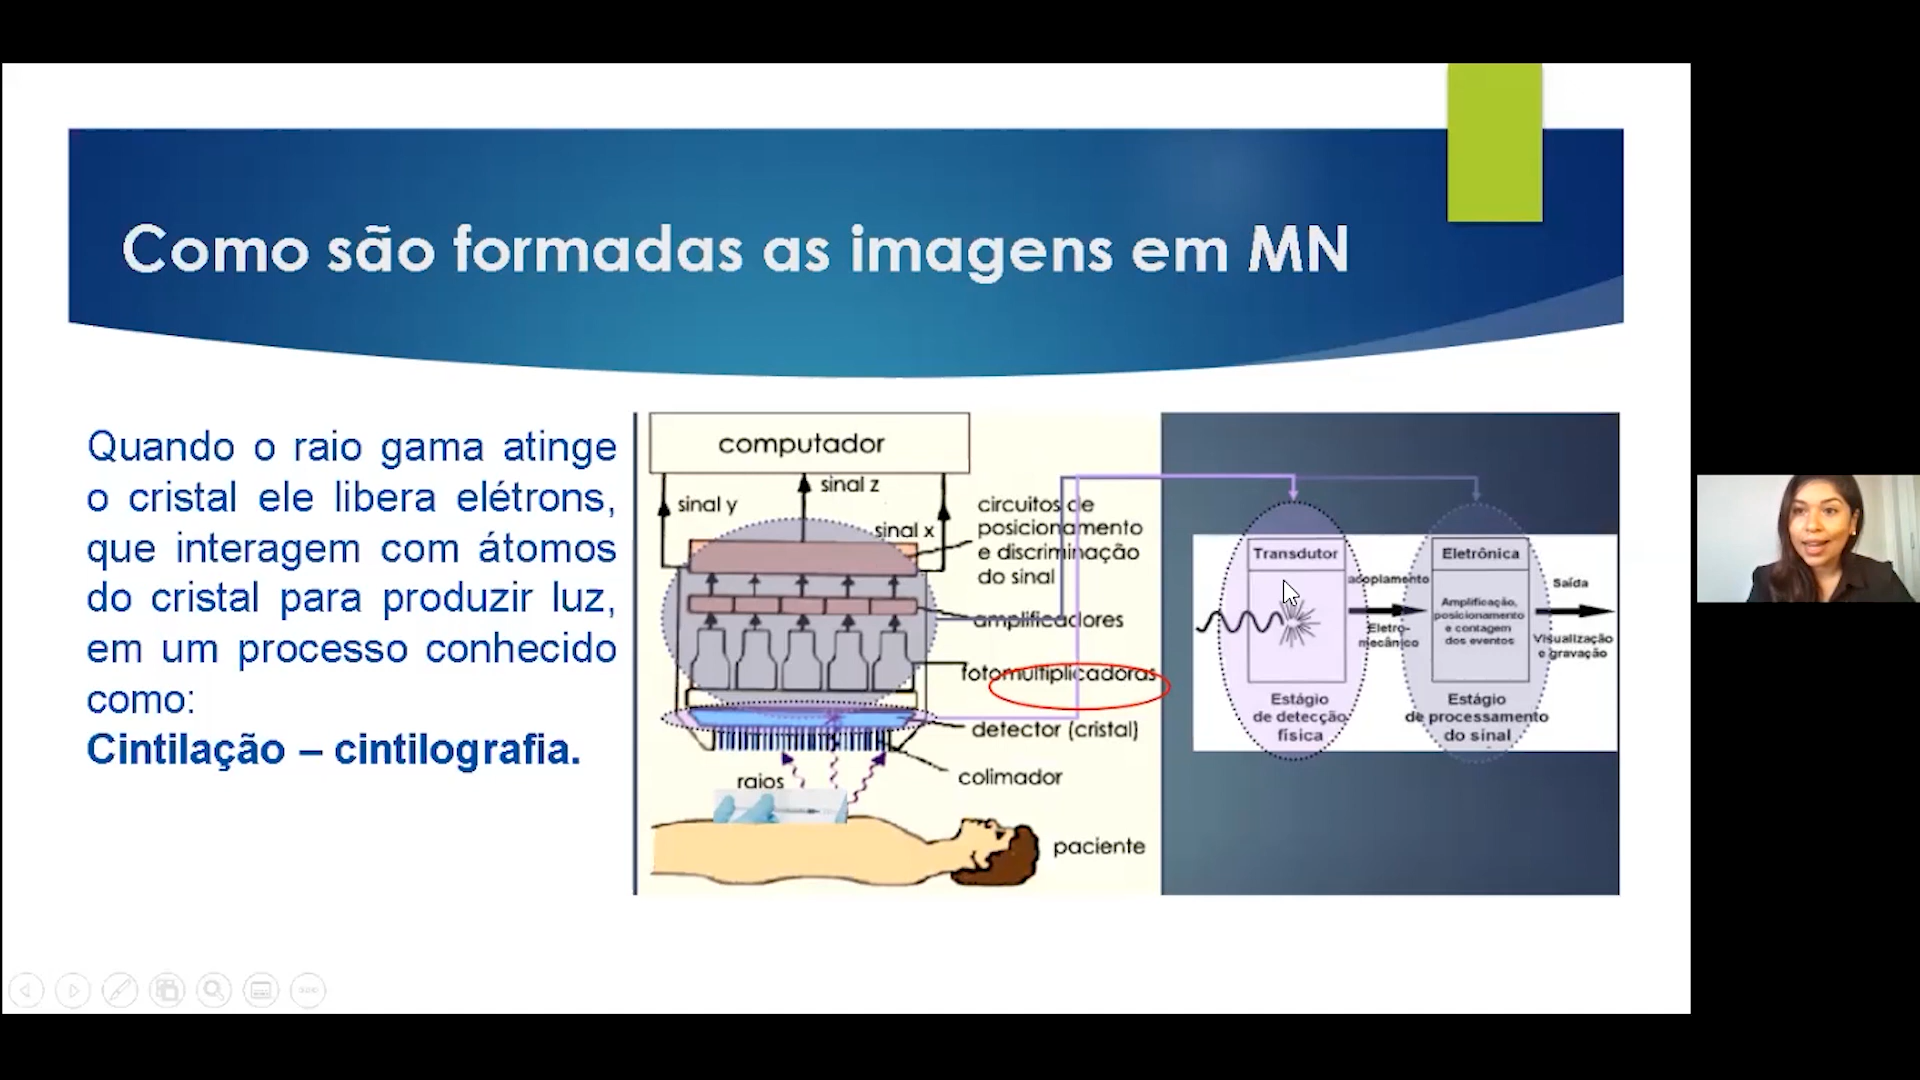 Como são formadas as imagens em MN
Quando o raio gama atinge
o cristal ele libera elétrons,
que interagem com átomos
do cristal para produzir luz,
em um processo conhecido
como:
Cintilação – cintilografia.
computador
sinal y
sinal z
sinal x
circuitos de
posicionamento
e discriminação
do sinal
amplificadores
fotomultiplicadoras
detector (cristal)
colimador
raios
paciente
Transdutor
Estágio
de detecção
física
acoplamento
Eletro-
mecânico
Eletrônica
Amplificação,
posicionamento
e contagem
dos eventos
Estágio
de processamento
do sinal
Saída
Visualização
e gravação